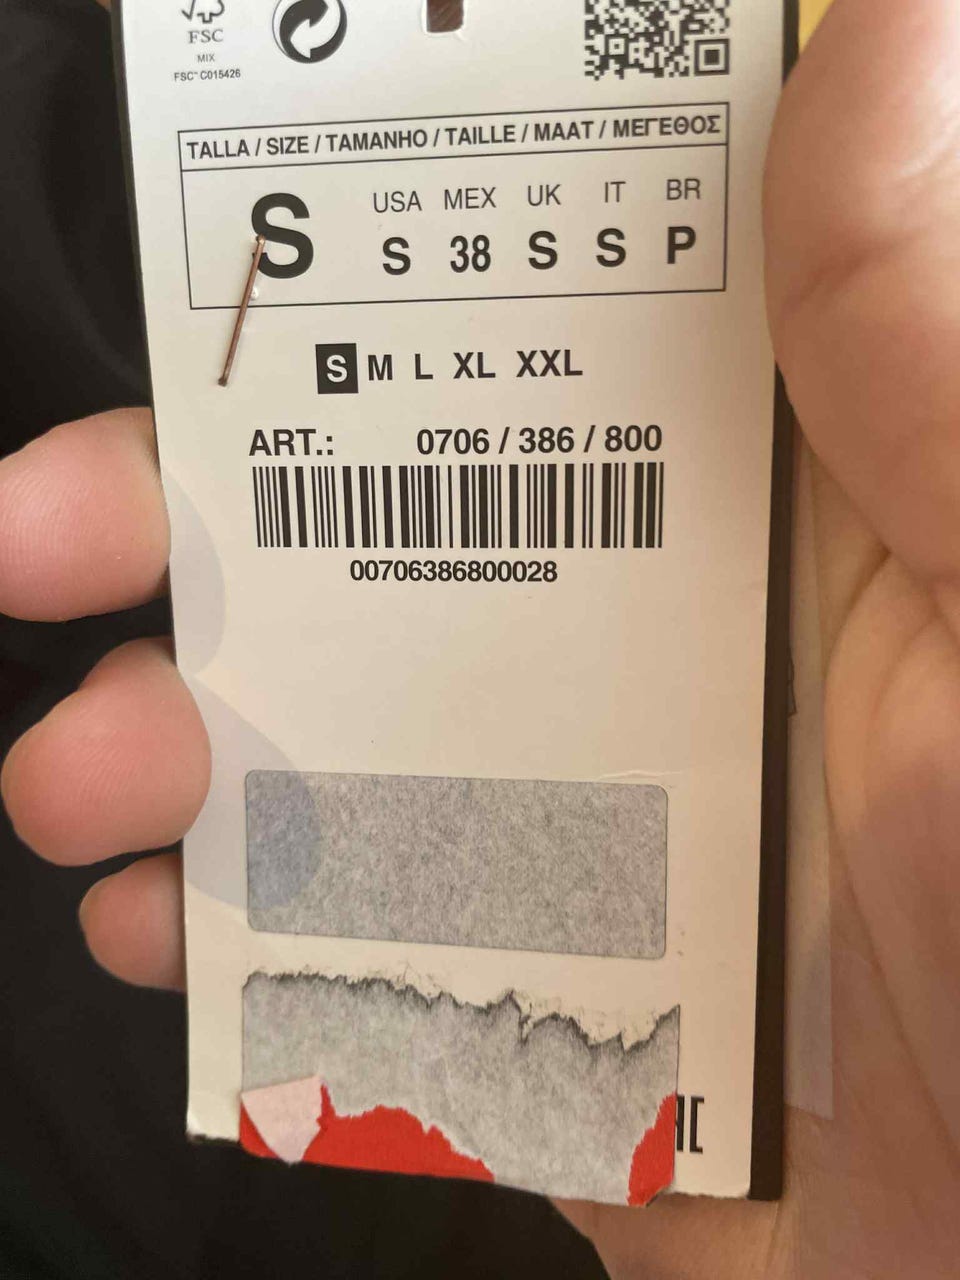 FSC
MIX
FSC™ C015426
TALLA / SIZE / TAMANHO / TAILLE / MAAT / ΜΕΓΕΘΟΣ
S
USA MEX UK IT BR
S 38 S S P
S M L XL XXL
ART.: 0706 / 386 / 800
00706386800028